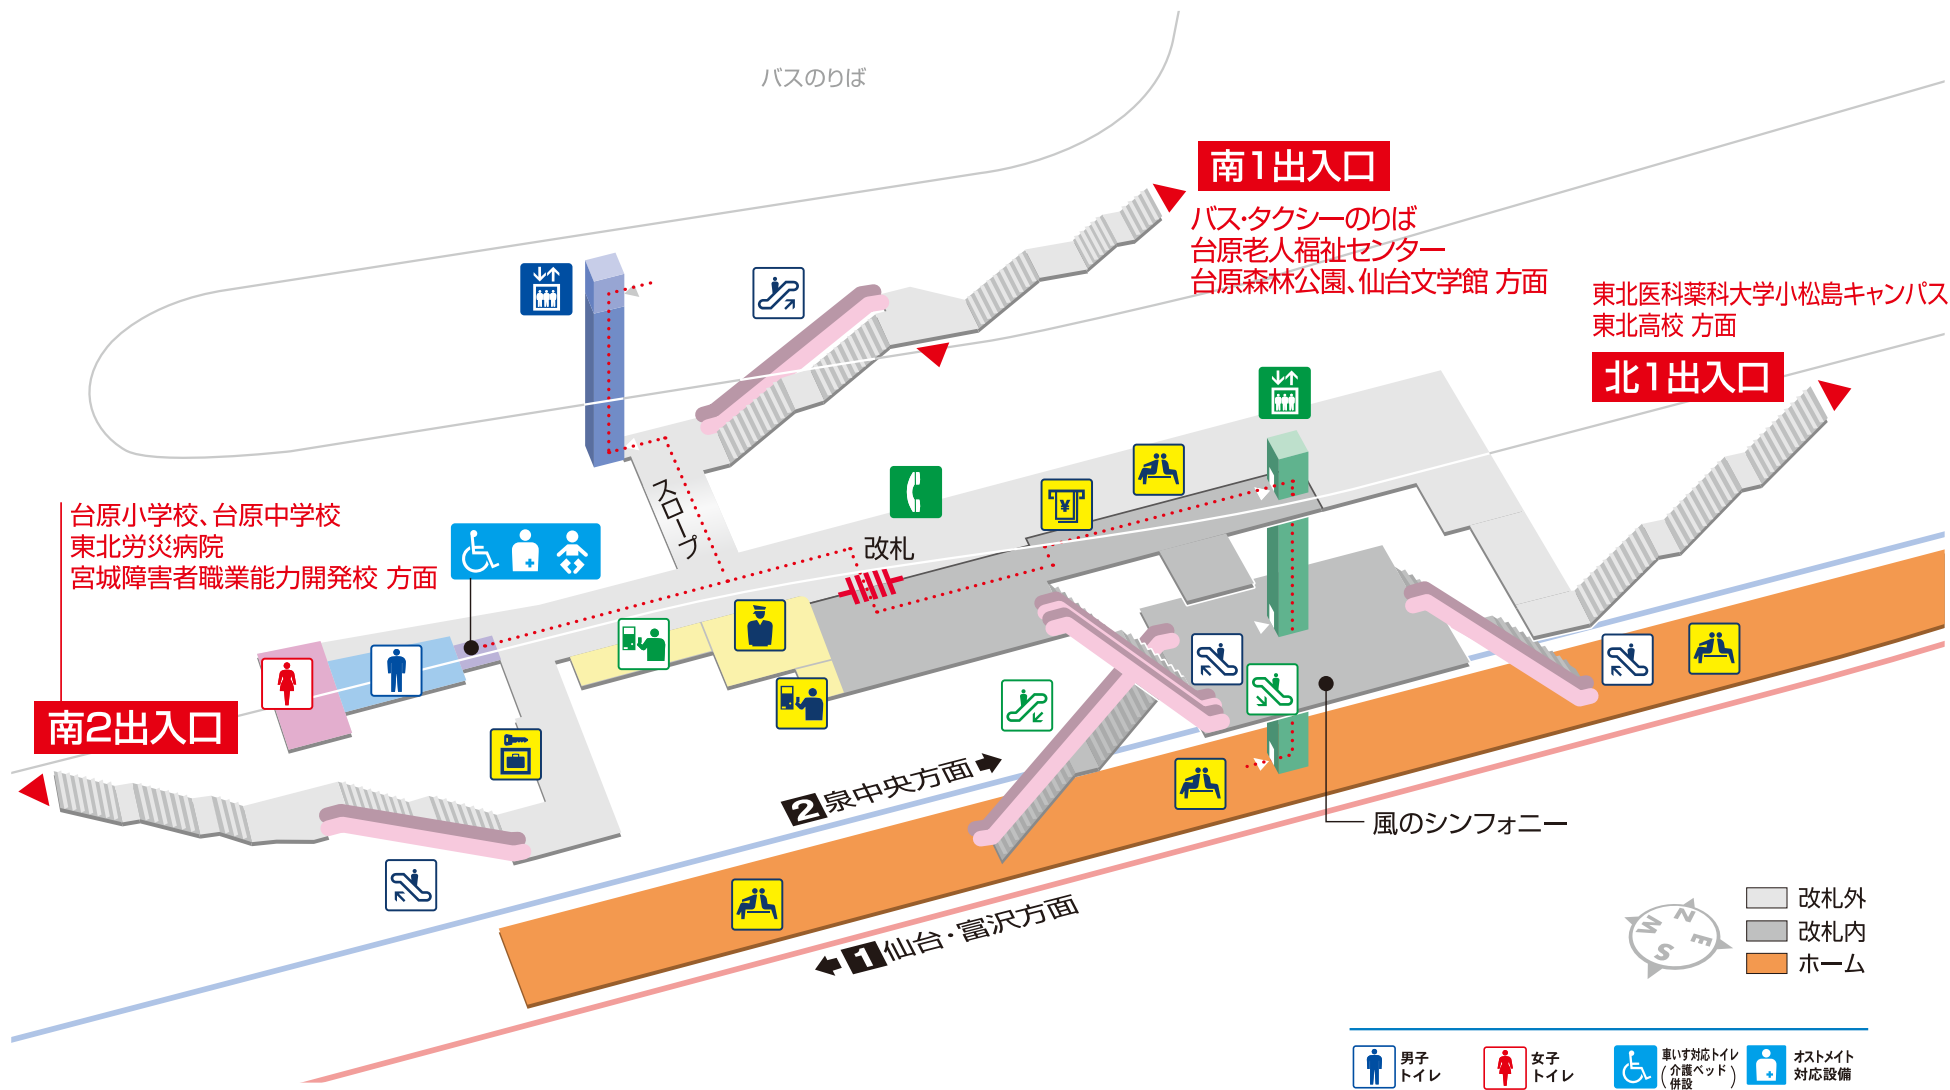 バスのりば
南1出入口
バス・タクシーのりば
台原老人福祉センター
台原森林公園、仙台文学館 方面
東北医科薬科大学小松島キャンパス
東北高校 方面
北1出入口
スロープ
改札
台原小学校、台原中学校
東北労災病院
宮城障害者職業能力開発校 方面
南2出入口
¥
2 泉中央方面
風のシンフォニー
1 仙台・富沢方面
N
W
E
S
改札外
改札内
ホーム
男子
トイレ
女子
トイレ
車いす対応トイレ
(介護ベッド
併設)
オストメイト
対応設備